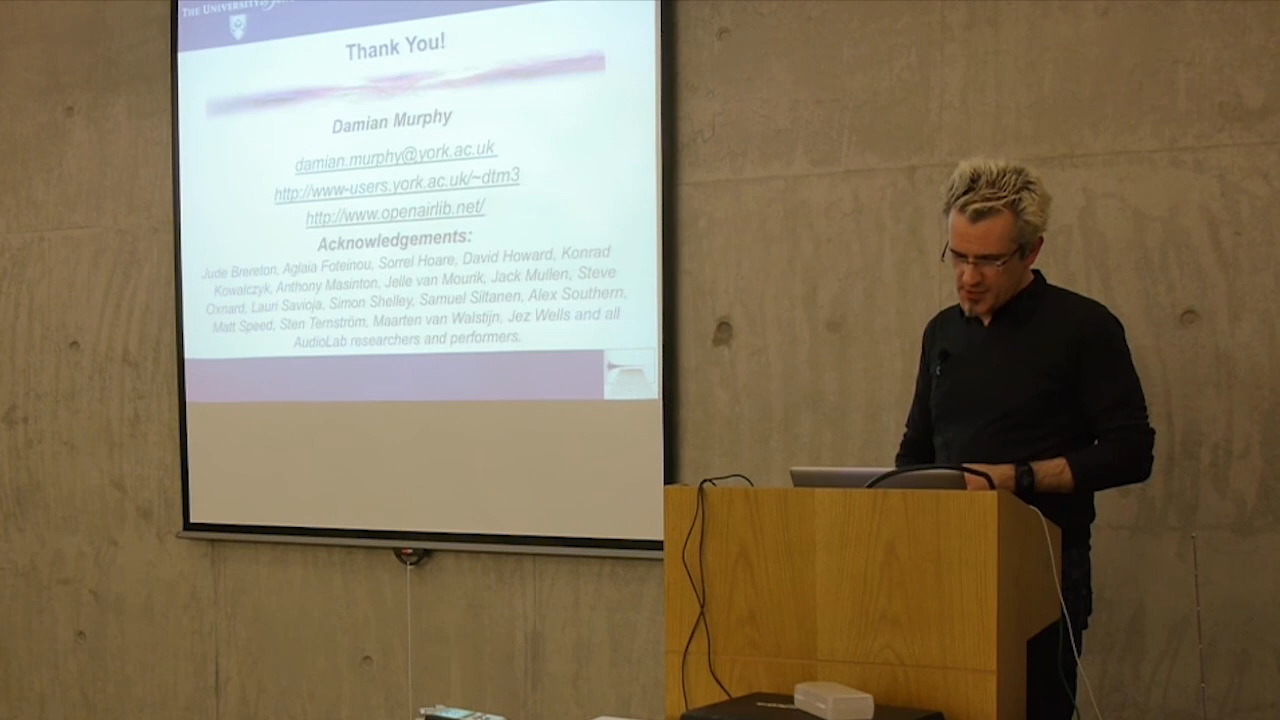 THE UNIVERSITY of
Thank You!
Damian Murphy
damian.murphy@york.ac.uk
http://www-users.york.ac.uk/~dtm3
http://www.openairlib.net/
Acknowledgements:
Jude Brereton, Aglaia Foteinou, Sorrel Hoare, David Howard, Konrad
Kowalczyk, Anthony Masinton, Jelle van Mourik, Jack Mullen, Steve
Oxnard, Lauri Savioja, Simon Shelley, Samuel Siltanen, Alex Southern,
Matt Speed, Sten Ternström, Maarten van Walstijn, Jez Wells and all
AudioLab researchers and performers.